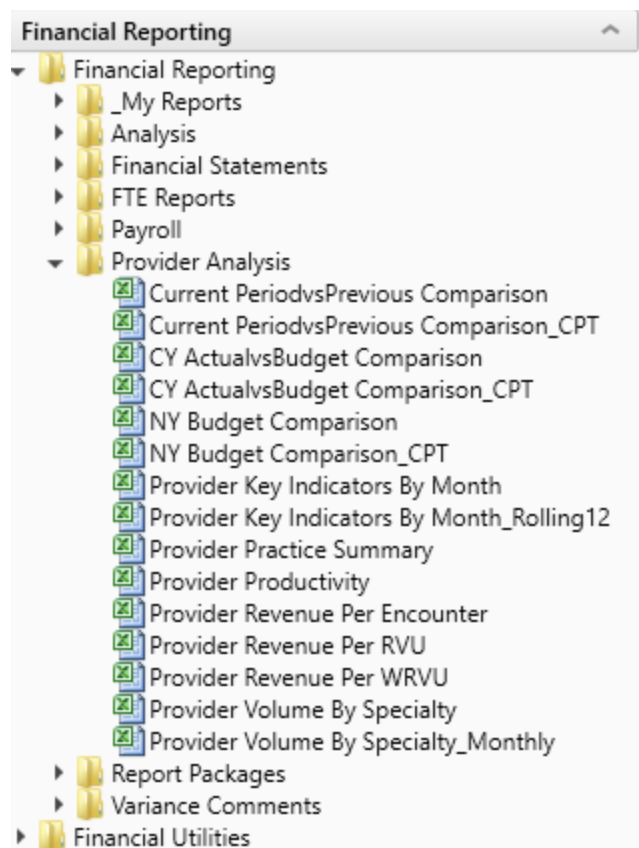 Financial Reporting
Financial Reporting
_My Reports
Analysis
Financial Statements
FTE Reports
Payroll
Provider Analysis
Current PeriodvsPrevious Comparison
Current PeriodvsPrevious Comparison_CPT
CY ActualvsBudget Comparison
CY ActualvsBudget Comparison_CPT
NY Budget Comparison
NY Budget Comparison_CPT
Provider Key Indicators By Month
Provider Key Indicators By Month_Rolling12
Provider Practice Summary
Provider Productivity
Provider Revenue Per Encounter
Provider Revenue Per RVU
Provider Revenue Per WRVU
Provider Volume By Specialty
Provider Volume By Specialty_Monthly
Report Packages
Variance Comments
Financial Utilities